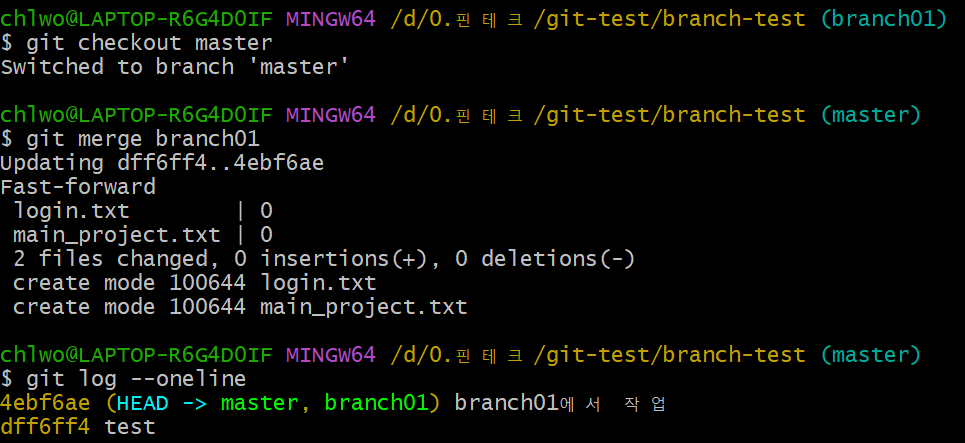 chlwo@LAPTOP-R6G4D0IF MINGW64 /d/0.핀테크/git-test/branch-test (branch01)
$ git checkout master
Switched to branch 'master'
chlwo@LAPTOP-R6G4D0IF MINGW64 /d/0.핀테크/git-test/branch-test (master)
$ git merge branch01
Updating dff6ff4..4ebf6ae
Fast-forward
 login.txt        | 0
 main_project.txt | 0
 2 files changed, 0 insertions(+), 0 deletions(-)
 create mode 100644 login.txt
 create mode 100644 main_project.txt
chlwo@LAPTOP-R6G4D0IF MINGW64 /d/0.핀테크/git-test/branch-test (master)
$ git log --oneline
4ebf6ae (HEAD -> master, branch01) branch01에서 작업
dff6ff4 test